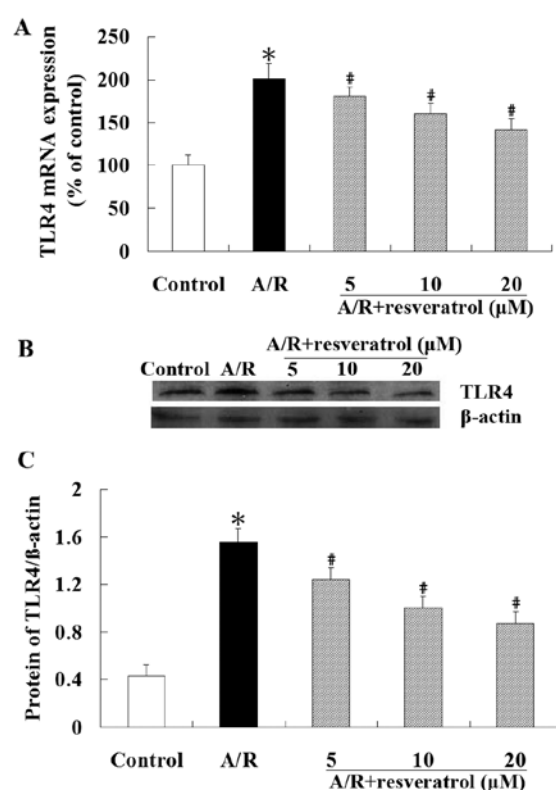 A
TLR4 mRNA expression
(% of control)
250
200
150
100
50
0
*
#
#
#
Control A/R 5 10 20
A/R+resveratrol (μM)
B
A/R+resveratrol (μM)
Control A/R 5 10 20
TLR4
β-actin
C
Protein of TLR4/β-actin
2
1.6
1.2
0.8
0.4
0
*
#
#
#
Control A/R 5 10 20
A/R+resveratrol (μM)